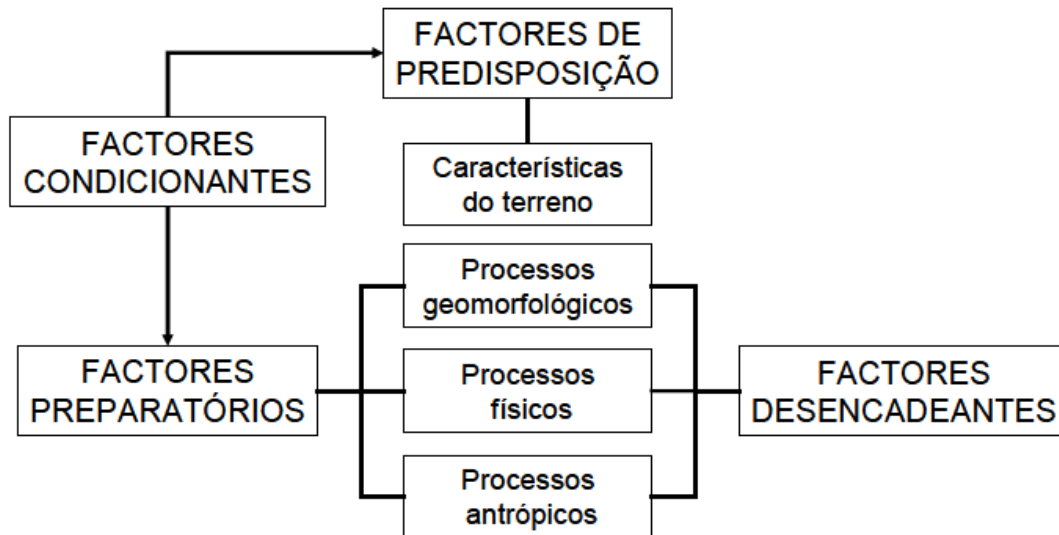 FACTORES DE
PREDISPOSIÇÃO
FACTORES
CONDICIONANTES
Características
do terreno
Processos
geomorfológicos
FACTORES
PREPARATÓRIOS
Processos
físicos
FACTORES
DESENCADEANTES
Processos
antrópicos